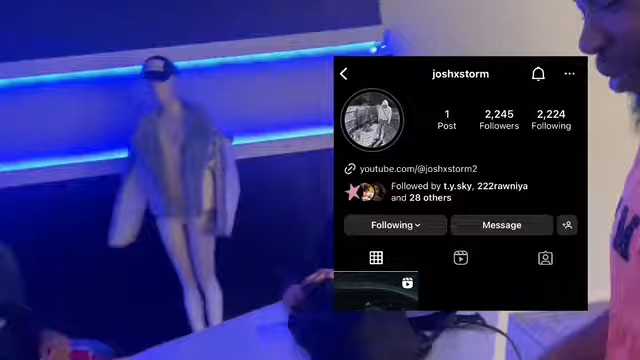 joshxstorm
1 2,245 2,224
Post Followers Following
youtube.com/@joshxstorm2
Followed by t.y.sky, 222rawniya
and 28 others
Following Message